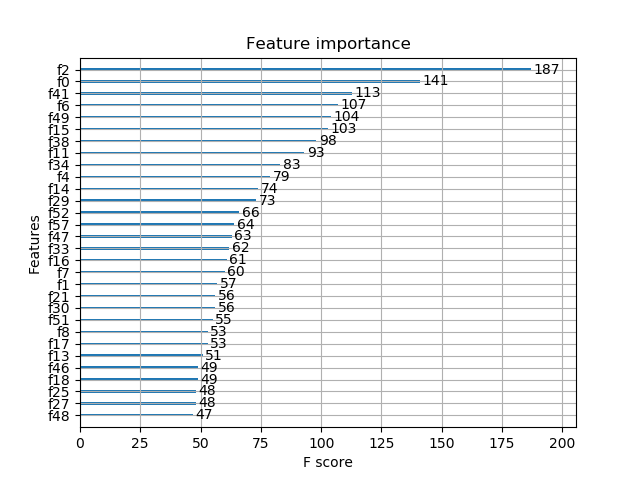 Feature importance
f2 187
f0 141
f41 113
f6 107
f49 104
f15 103
f38 98
f11 93
f34 83
f4 79
f14 74
f29 73
f52 66
f57 64
f47 63
f33 62
f16 61
f7 60
f1 57
f21 56
f30 56
f51 55
f8 53
f17 53
f13 51
f46 49
f18 49
f25 48
f27 48
f48 47
Features
0 25 50 75 100 125 150 175 200
F score